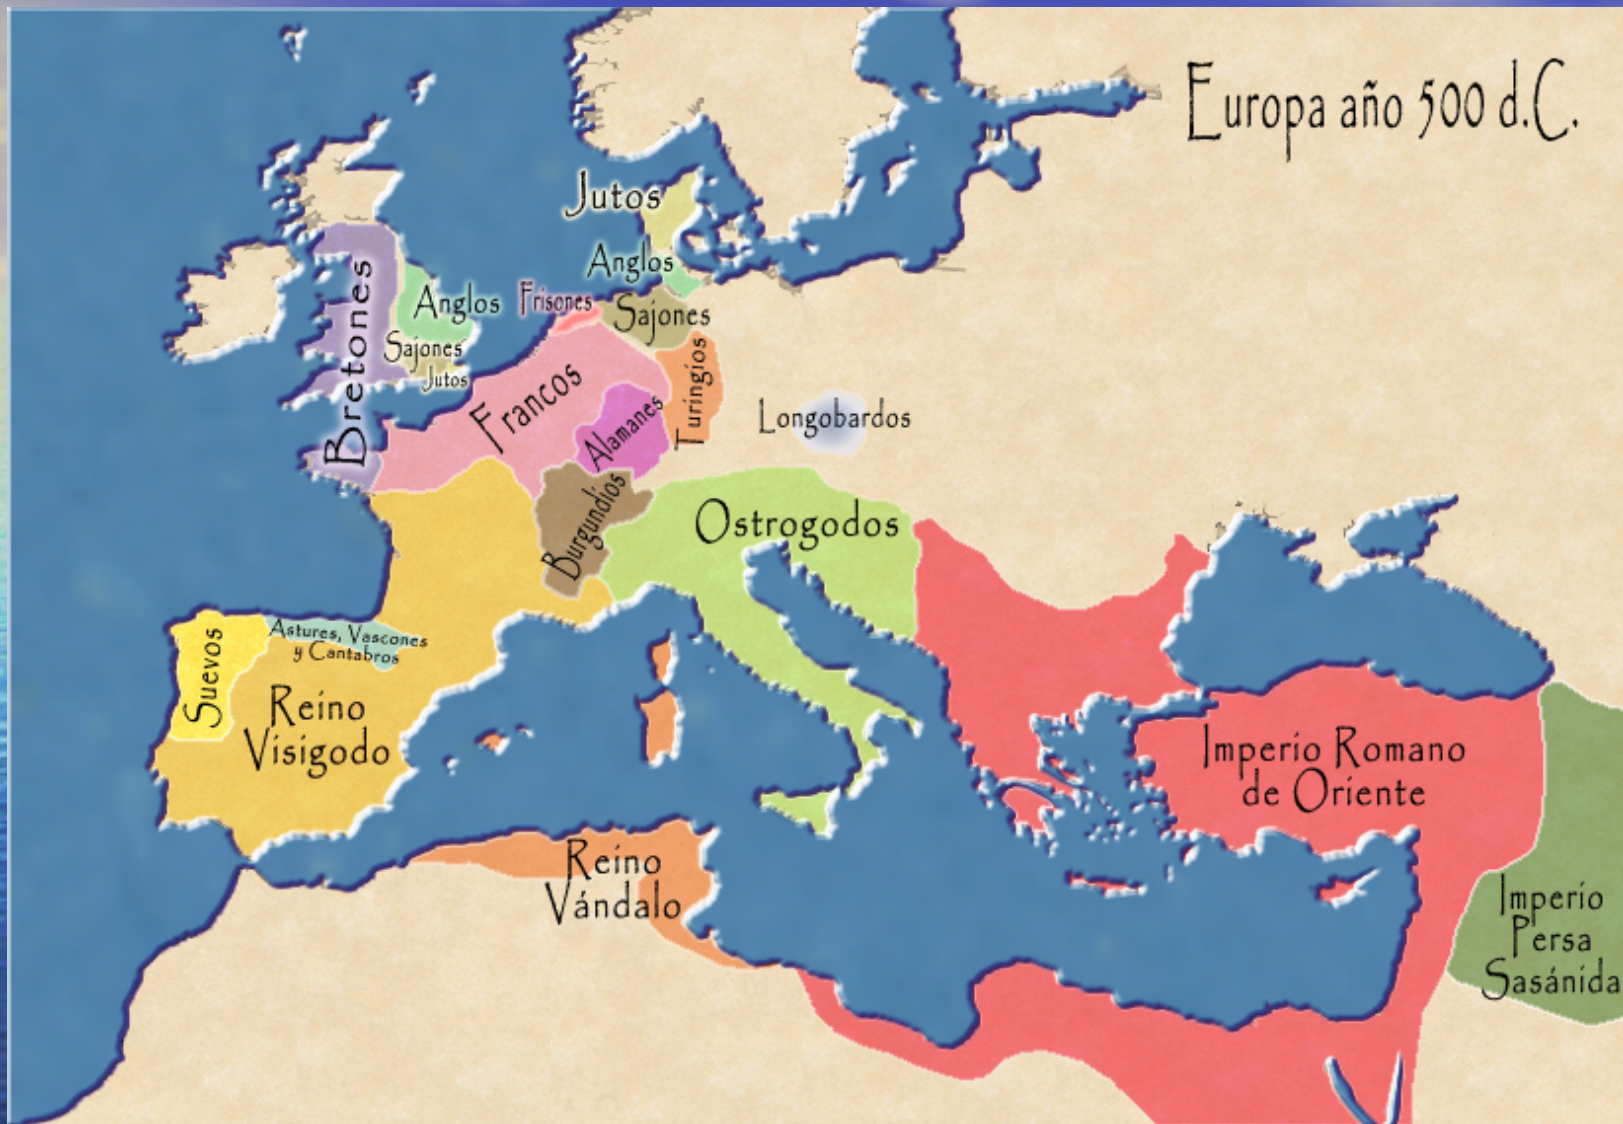 Europa año 500 d.C.
Jutos
Anglos
Bretones
Anglos
Frisones
Sajones
Sajones
Jutos
Francos
Alamanes
Turingios
Longobardos
Burgundios
Ostrogodos
Suevos
Astures, Vascones
y Cantabros
Reino
Visigodo
Imperio Romano
de Oriente
Reino
Vándalo
Imperio
Persa
Sasánida